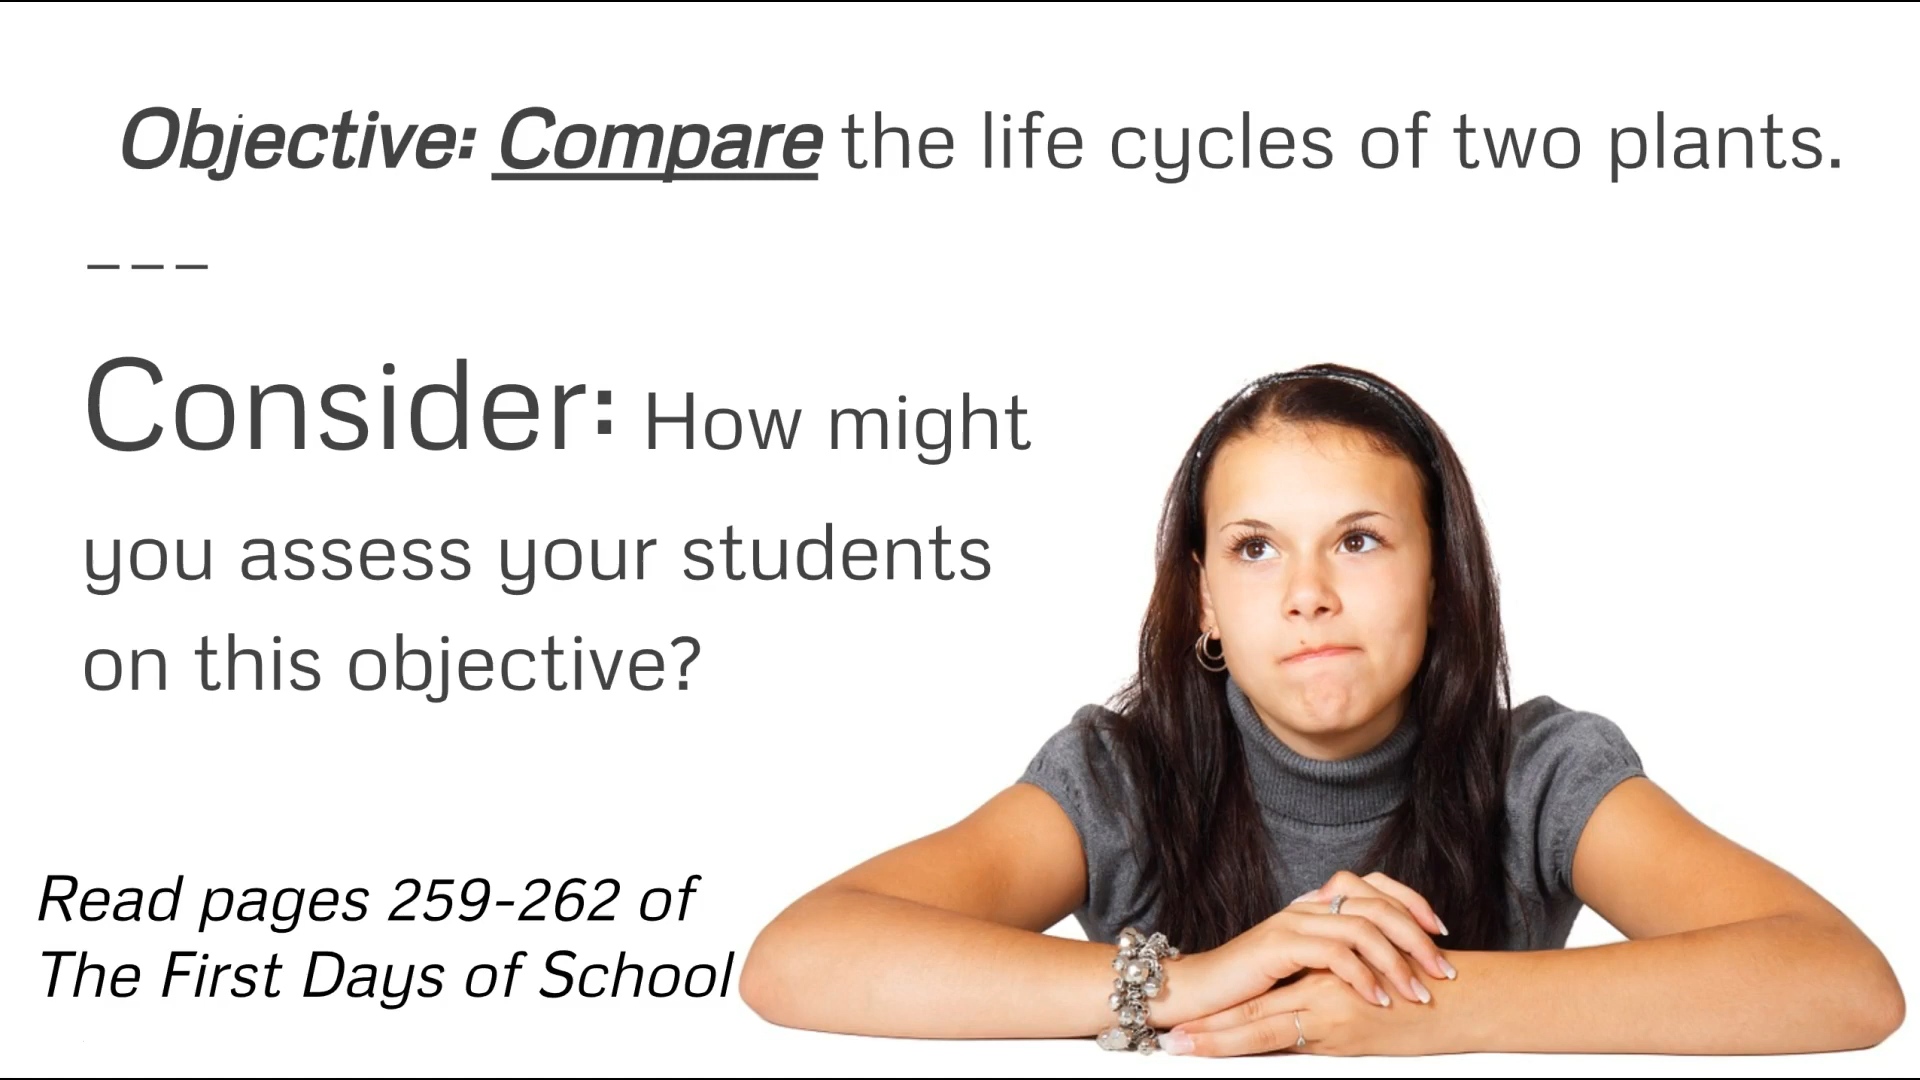 Objective: Compare the life cycles of two plants.
–––
Consider: How might
you assess your students
on this objective?
Read pages 259-262 of
The First Days of School